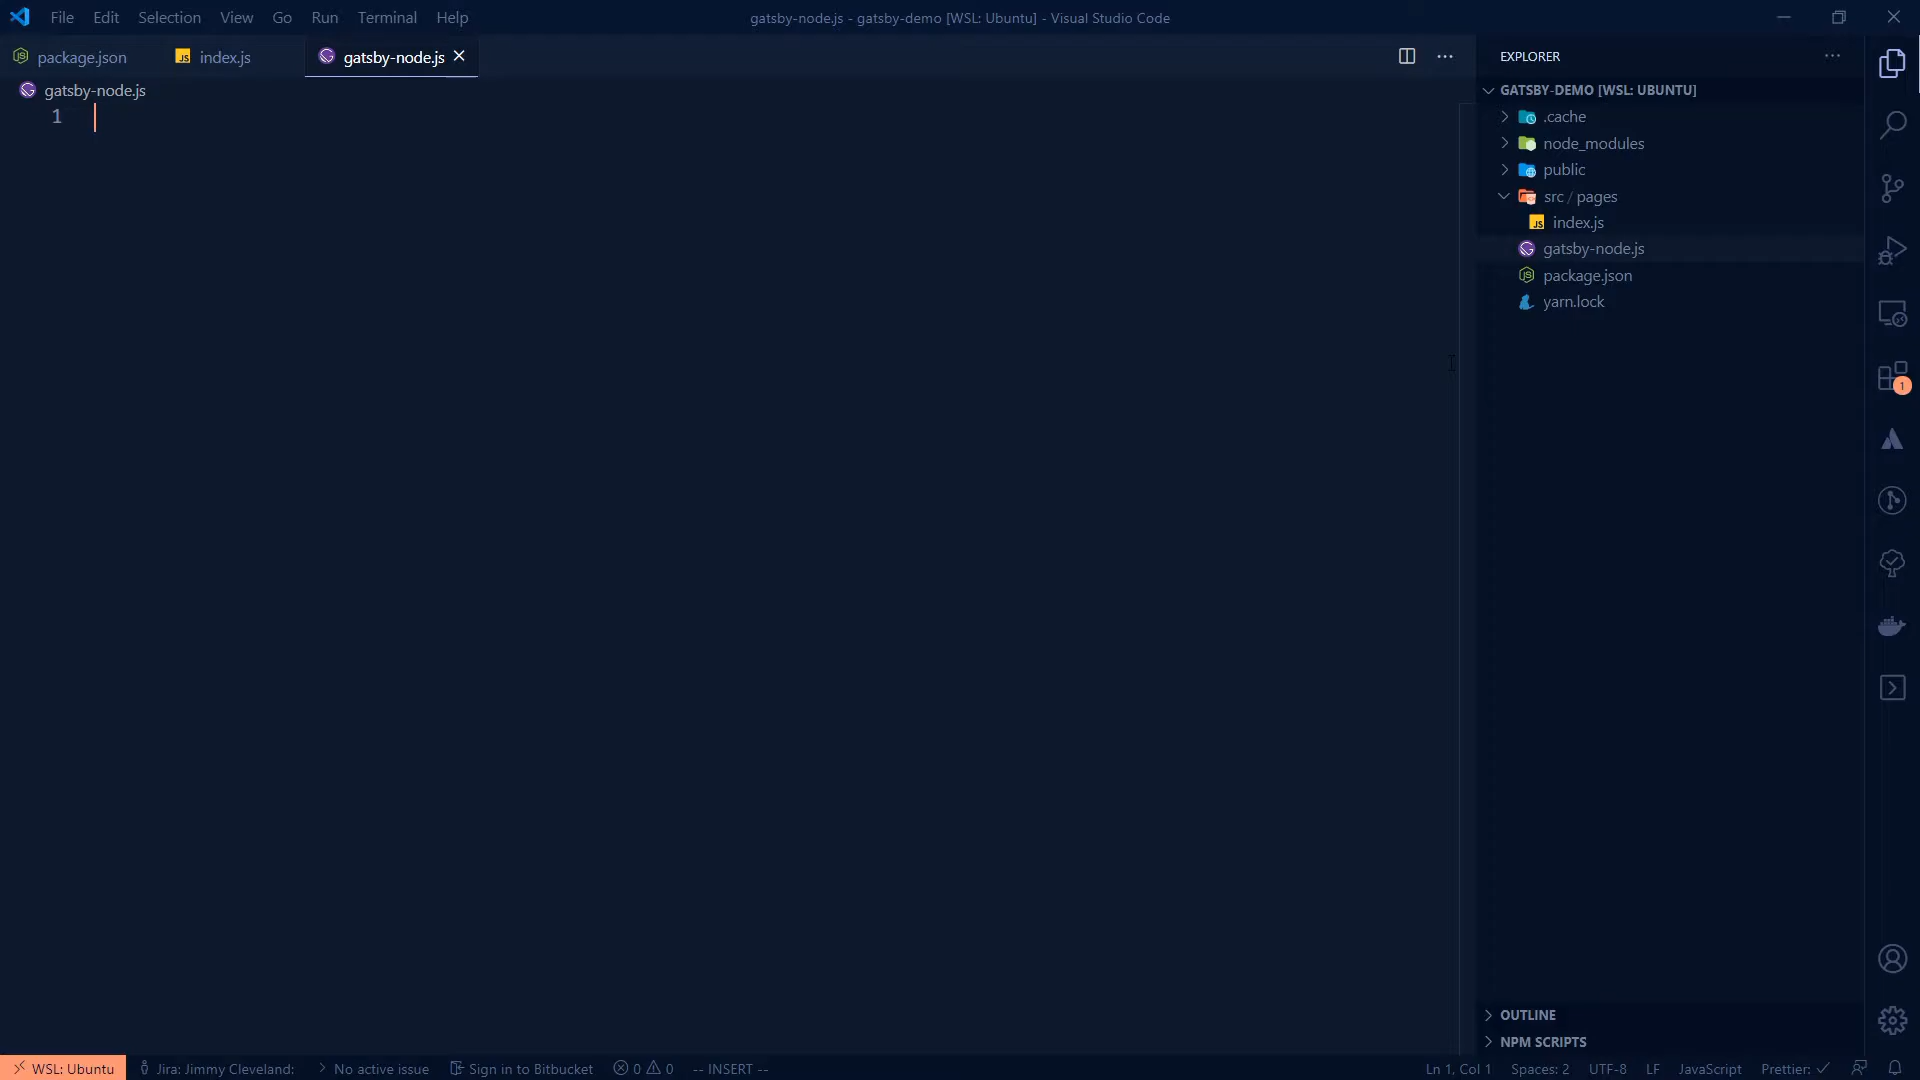 File Edit Selection View Go Run Terminal Help
gatsby-node.js - gatsby-demo [WSL: Ubuntu] - Visual Studio Code
package.json
JS index.js
gatsby-node.js
gatsby-node.js
1
EXPLORER
GATSBY-DEMO [WSL: UBUNTU]
.cache
node_modules
public
src / pages
JS index.js
gatsby-node.js
package.json
yarn.lock
1
OUTLINE
NPM SCRIPTS
WSL: Ubuntu Jira: Jimmy Cleveland: No active issue Sign in to Bitbucket 0 0 -- INSERT -- Ln 1, Col 1 Spaces: 2 UTF-8 LF JavaScript Prettier: